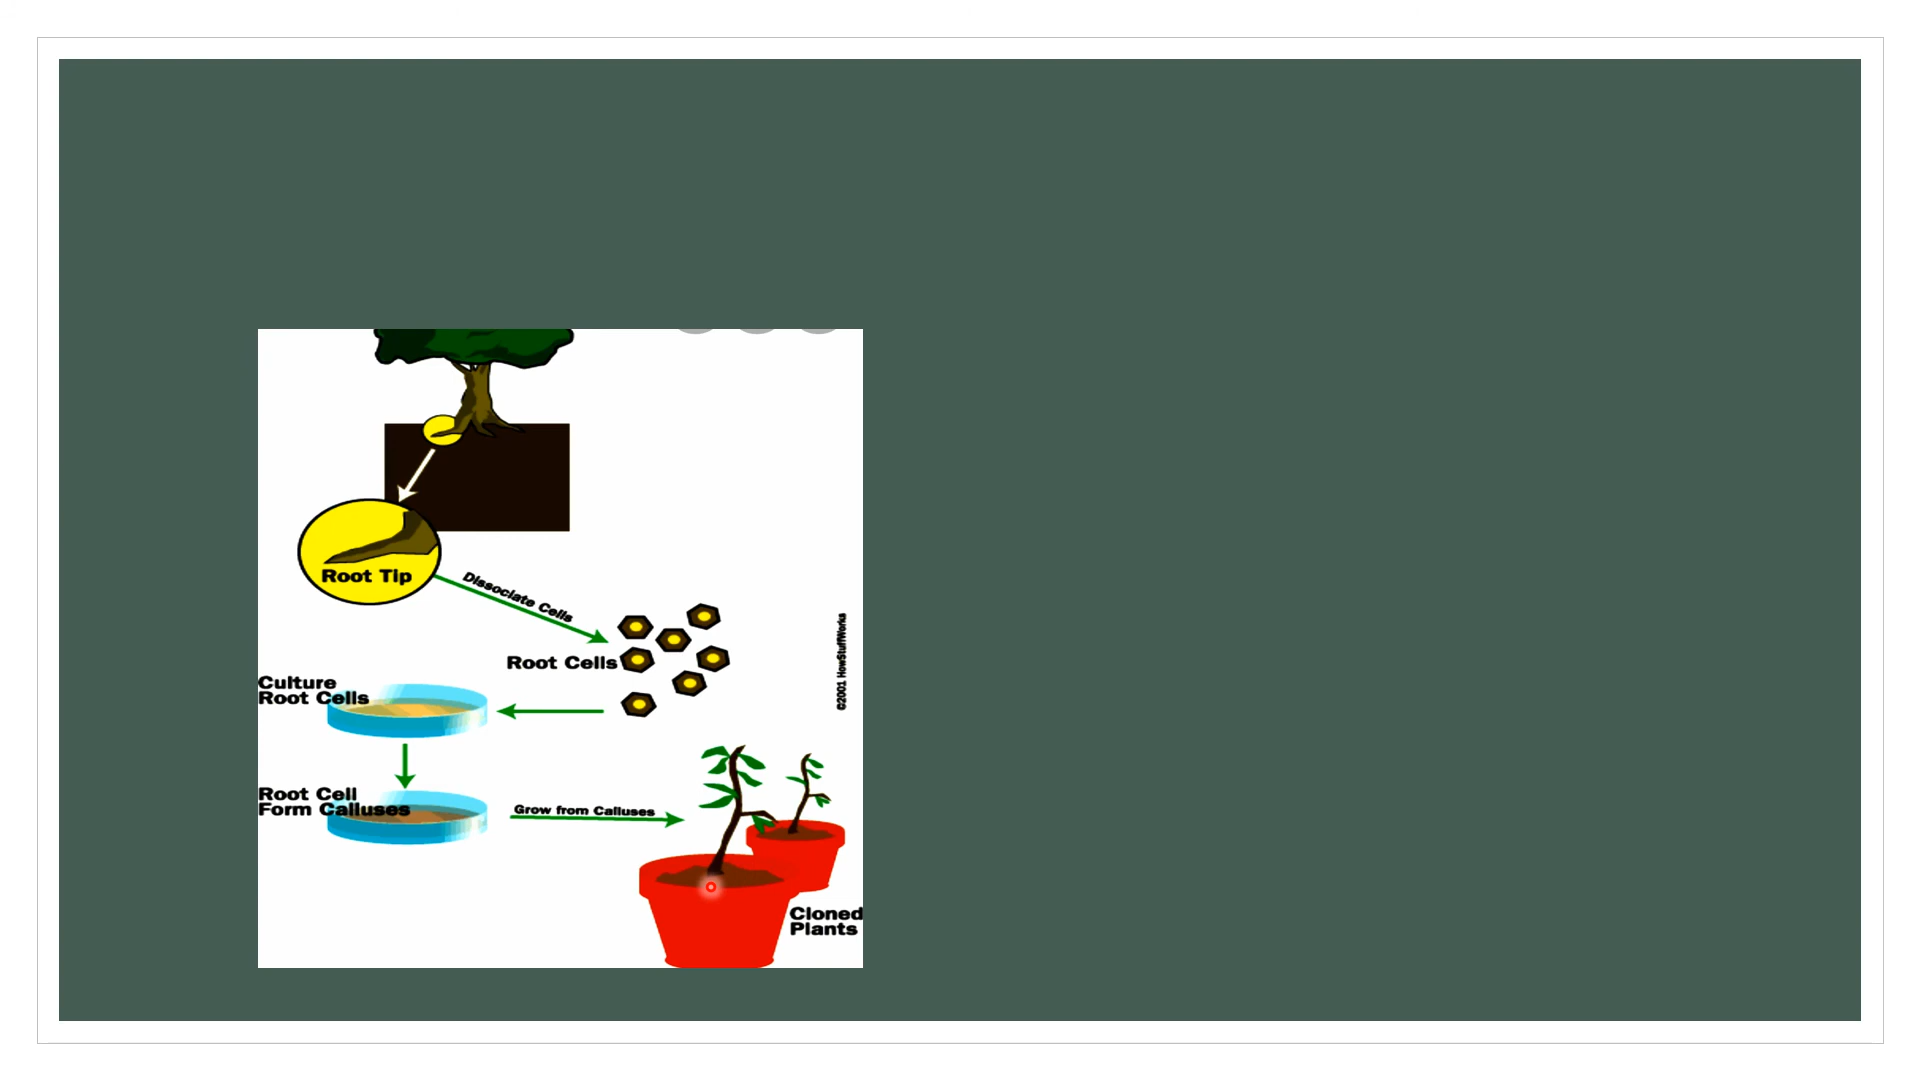 Root Tip
Dissociate Cells
Root Cells
Culture
Root Cells
Root Cell
Form Calluses
Grow from Calluses
Cloned
Plants
©2001 HowStuffWorks